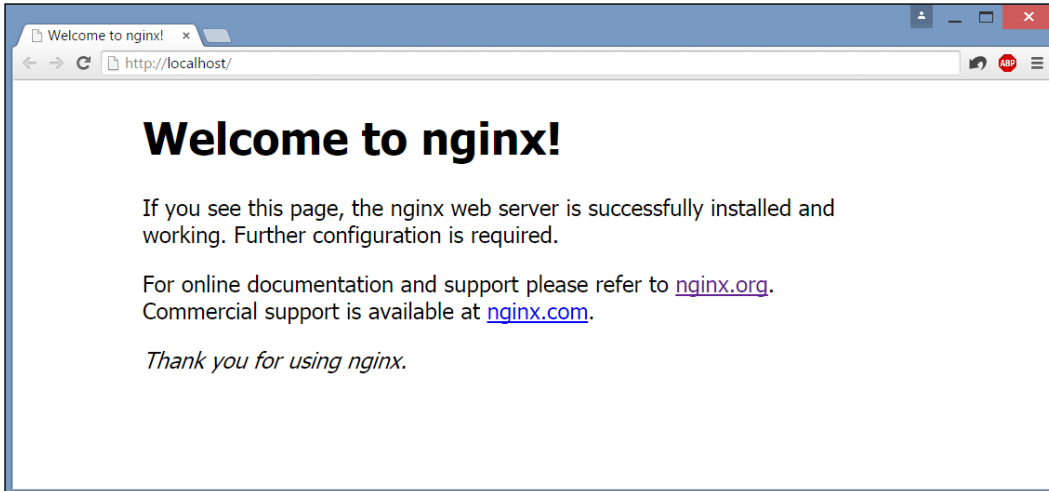 Welcome to nginx!
http://localhost/
ABP
Welcome to nginx!
If you see this page, the nginx web server is successfully installed and
working. Further configuration is required.
For online documentation and support please refer to nginx.org.
Commercial support is available at nginx.com.
Thank you for using nginx.